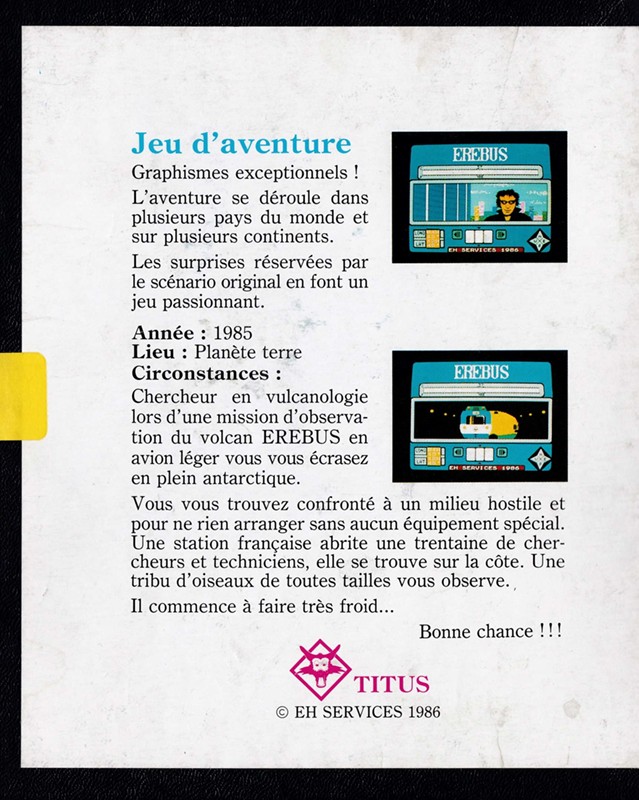 Jeu d'aventure
Graphismes exceptionnels !
L'aventure se déroule dans
plusieurs pays du monde et
sur plusieurs continents.
Les surprises réservées par
le scénario original en font un
jeu passionnant.
Année : 1985
Lieu : Planète terre
Circonstances :
Chercheur en vulcanologie
lors d'une mission d'observa-
tion du volcan EREBUS en
avion léger vous vous écrasez
en plein antarctique.
EREBUS
EH SERVICES 1986
EREBUS
EH SERVICES 1986
Vous vous trouvez confronté à un milieu hostile et
pour ne rien arranger sans aucun équipement spécial.
Une station française abrite une trentaine de cher-
cheurs et techniciens, elle se trouve sur la côte. Une
tribu d'oiseaux de toutes tailles vous observe.
Il commence à faire très froid...
Bonne chance !!!
TITUS
© EH SERVICES 1986